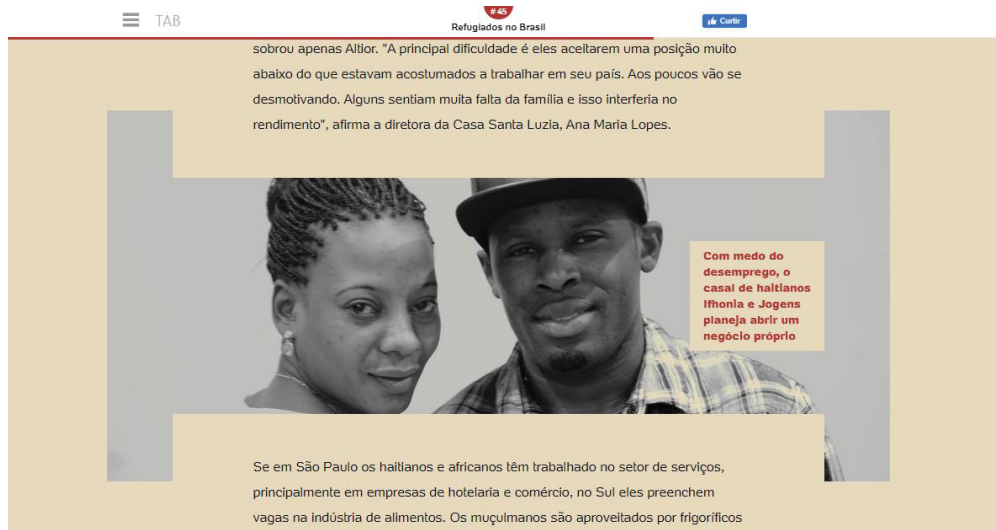 TAB
#45
Refugiados no Brasil
Curtir
sobrou apenas Altior. "A principal dificuldade é eles aceitarem uma posição muito
abaixo do que estavam acostumados a trabalhar em seu país. Aos poucos vão se
desmotivando. Alguns sentiam muita falta da família e isso interferia no
rendimento", afirma a diretora da Casa Santa Luzia, Ana Maria Lopes.
Com medo do
desemprego, o
casal de haitianos
Ifhonia e Jogens
planeja abrir um
negócio próprio
Se em São Paulo os haitianos e africanos têm trabalhado no setor de serviços,
principalmente em empresas de hotelaria e comércio, no Sul eles preenchem
vagas na indústria de alimentos. Os muçulmanos são aproveitados por frigoríficos